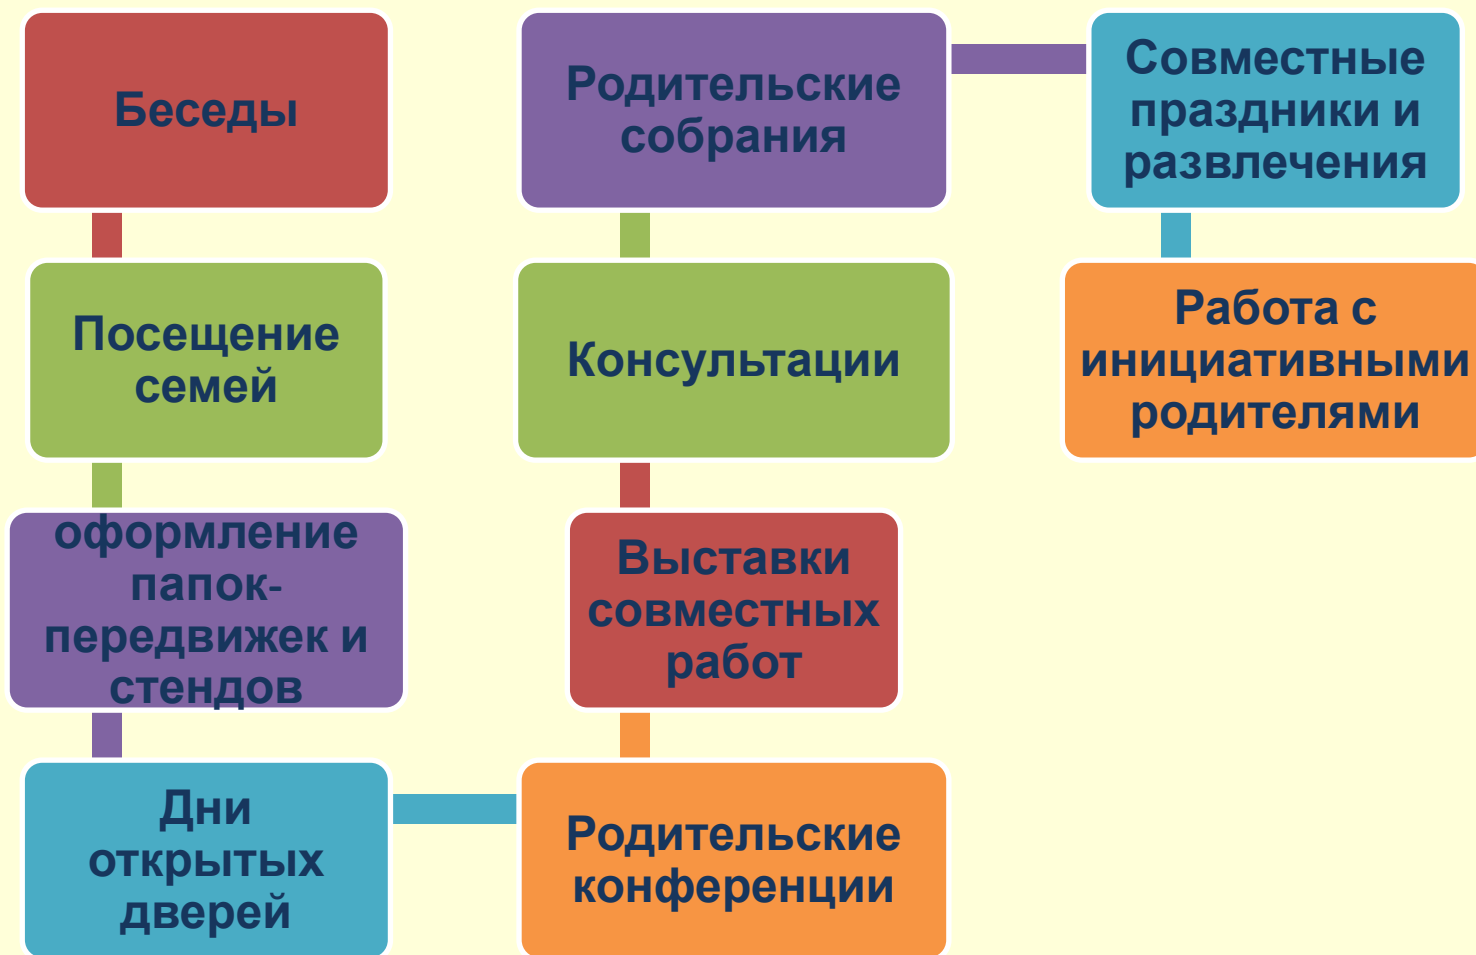 Беседы
Посещение
семей
оформление
папок-
передвижек и
стендов
Дни
открытых
дверей
Родительские
конференции
Выставки
совместных
работ
Консультации
Родительские
собрания
Совместные
праздники и
развлечения
Работа с
инициативными
родителями